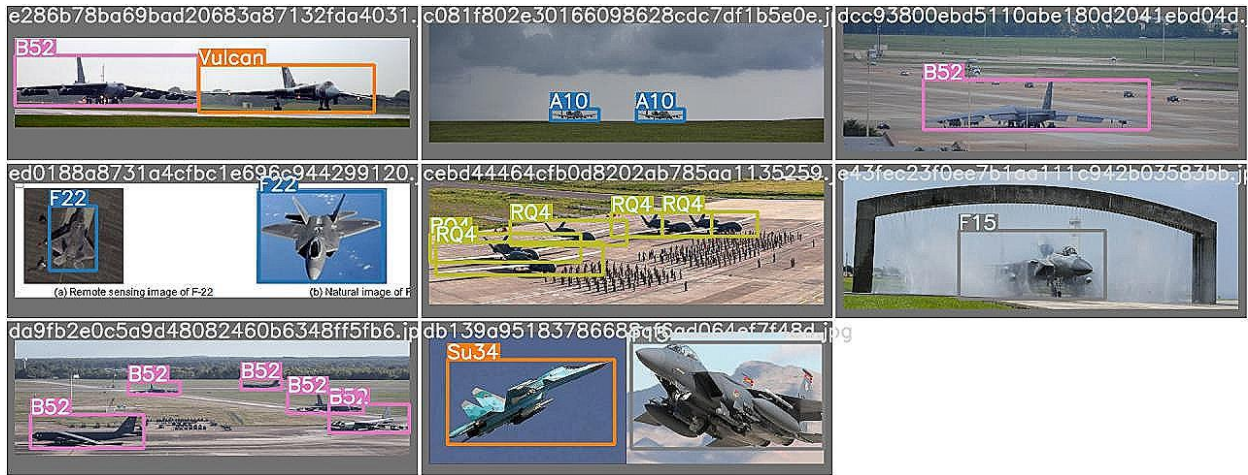 e286b78ba69bad20683a87132fda4031.
B52
Vulcan
c081f802e30166098628cdc7df1b5e0e.j
A10
A10
dcc93800ebd5110abe180d2041ebd04d.
B52
ed0188a8731a4cfbc1e696c944299120.
F22
F22
(a) Remote sensing image of F-22
(b) Natural image of F
cebd44464cfb0d8202ab785aa1135259.j
RQ4
RQ4
RQ4
RQ4
e43fec23f0ee7b1aa111c942b03583bb.j
F15
da9fb2e0c5a9d48082460b6348ff5fb6.jp
B52
B52
B52
B52
B52
Su34